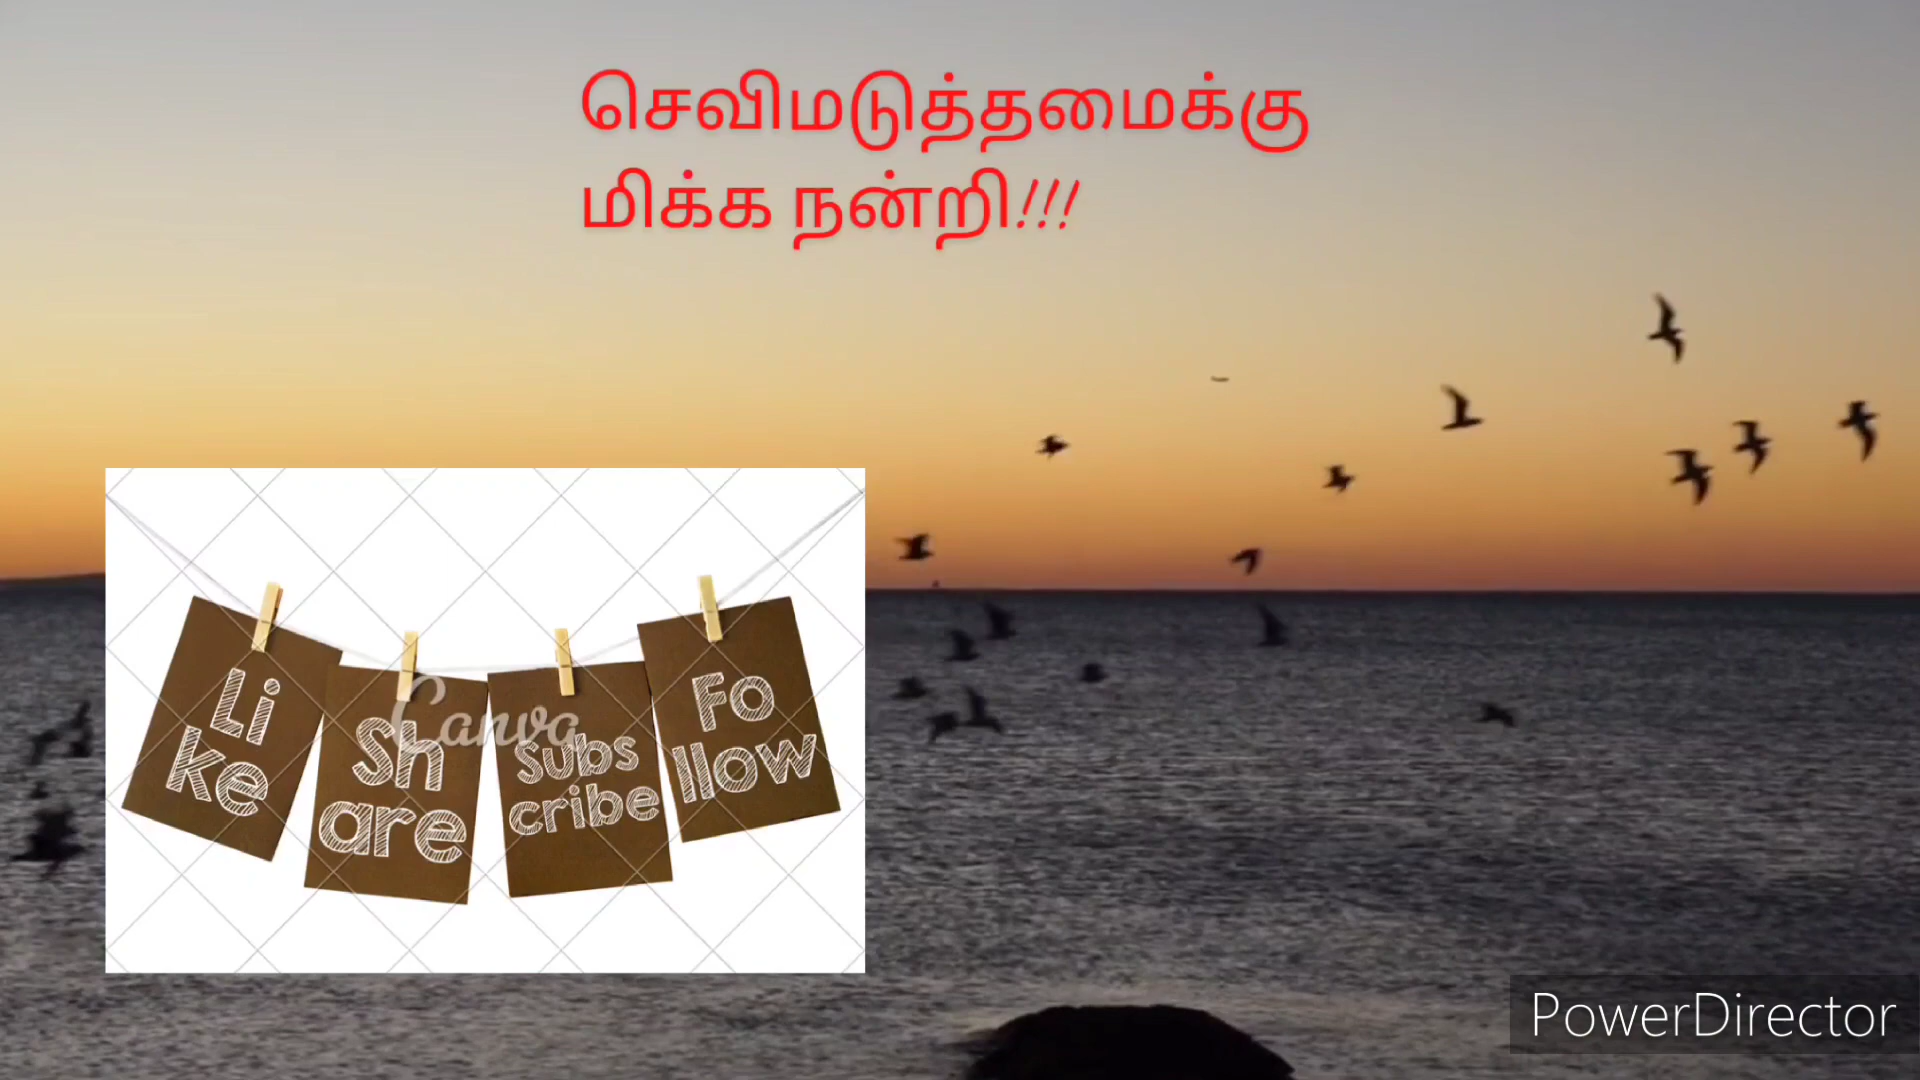 செவிமடுத்தமைக்கு
மிக்க நன்றி!!!
Li
ke
Sh
are
Subs
cribe
Fo
llow
Canva
PowerDirector